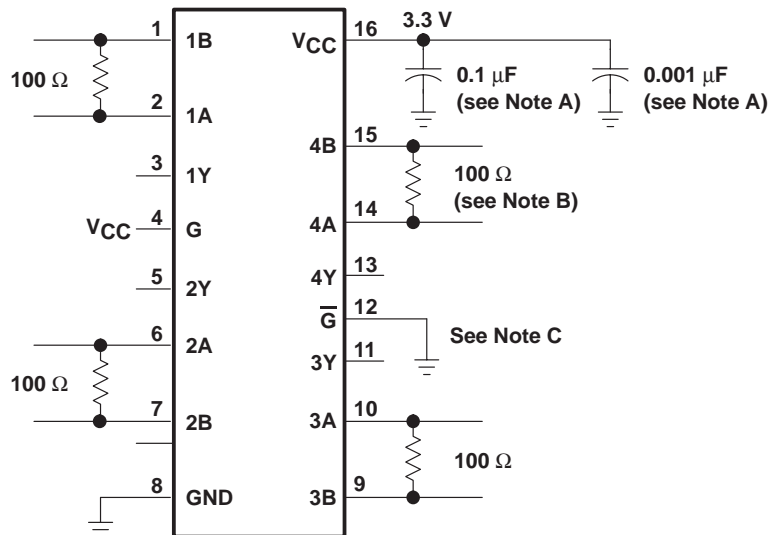 1
1B
100 Ω
2
1A
3
1Y
VCC
4
G
5
2Y
6
2A
100 Ω
7
2B
8
GND
VCC
16
3.3 V
0.1 μF
(see Note A)
0.001 μF
(see Note A)
4B
15
100 Ω
(see Note B)
4A
14
4Y
13
G̅
12
See Note C
3Y
11
3A
10
100 Ω
3B
9